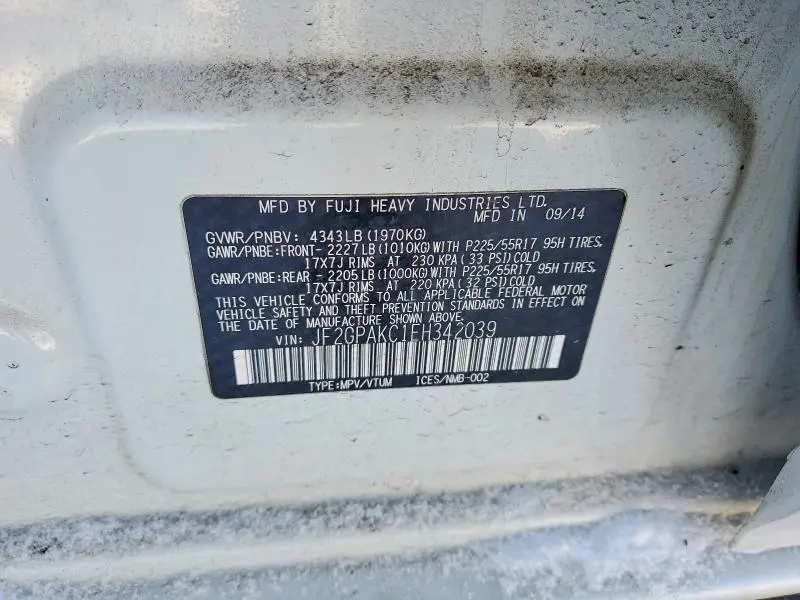 MFD BY FUJI HEAVY INDUSTRIES LTD.
MFD IN 09/14
GVWR/PNBV: 4343LB (1970KG)
GAWR/PNBE:FRONT- 2227LB (1010KG) WITH P225/55R17 95H TIRES.
17X7J RIMS. AT 230 KPA (33 PSI) COLD
GAWR/PNBE:REAR - 2205LB (1000KG) WITH P225/55R17 95H TIRES.
17X7J RIMS. AT 220 KPA (32 PSI) COLD
THIS VEHICLE CONFORMS TO ALL APPLICABLE FEDERAL MOTOR
VEHICLE SAFETY AND THEFT PREVENTION STANDARDS IN EFFECT ON
THE DATE OF MANUFACTURE SHOWN ABOVE.
VIN: JF2GPAKC1EH342039
TYPE:MPV/VTUM ICES/NMB-002